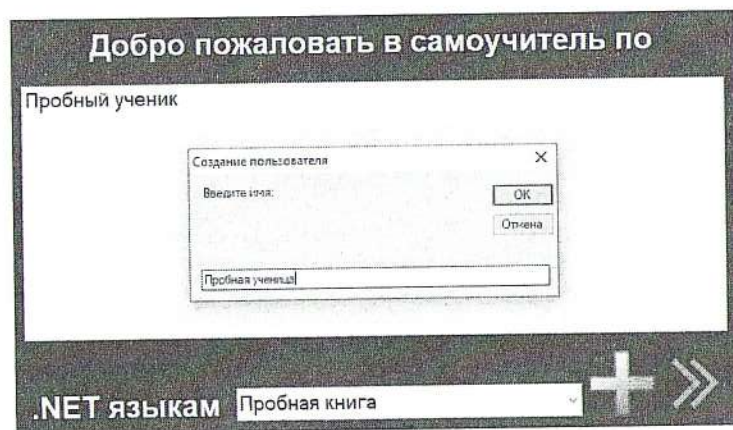 Добро пожаловать в самоучитель по
Пробный ученик
Создание пользователя
Введите имя:
OK
Отмена
Пробная ученица
.NET языкам
Пробная книга